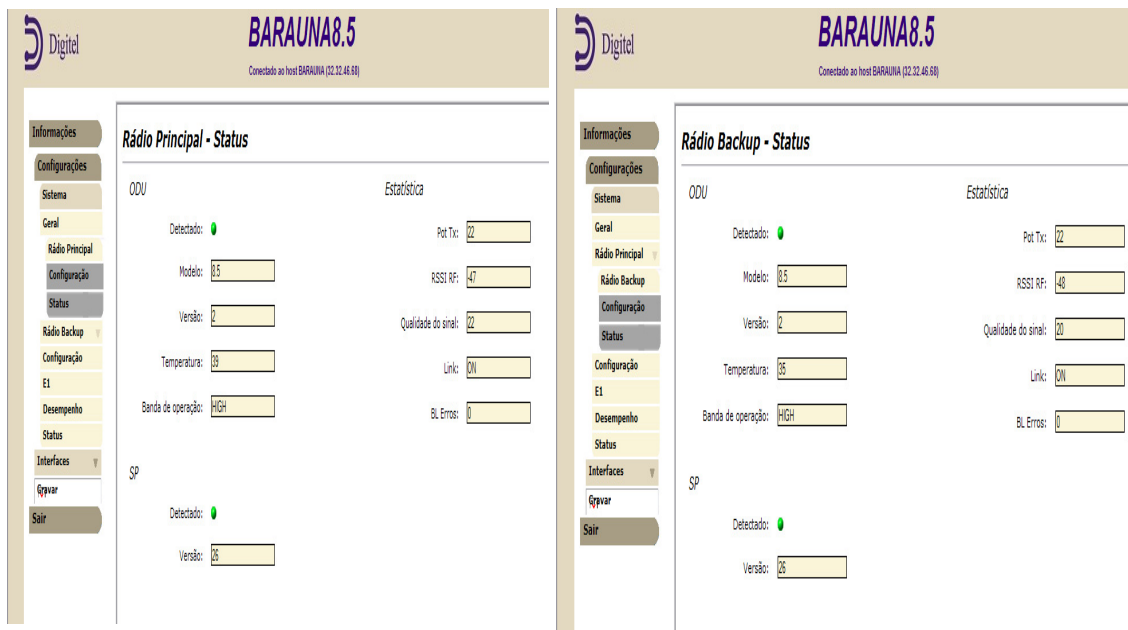 Digitel
BARAUNA8.5
Conectado ao host BARAUNA (32.32.46.68)
Informações
Configurações
Sistema
Geral
Rádio Principal
Configuração
Status
Rádio Backup
Configuração
E1
Desempenho
Status
Interfaces
Gravar
Sair
Rádio Principal - Status
ODU
Detectado:
Modelo: 8.5
Versão: 2
Temperatura: 39
Banda de operação: HIGH
SP
Detectado:
Versão: 26
Estatística
Pot Tx: 22
RSSI RF: -47
Qualidade do sinal: 22
Link: ON
BL Erros: 0
Digitel
BARAUNA8.5
Conectado ao host BARAUNA (32.32.46.68)
Informações
Configurações
Sistema
Geral
Rádio Principal
Rádio Backup
Configuração
Status
Configuração
E1
Desempenho
Status
Interfaces
Gravar
Sair
Rádio Backup - Status
ODU
Detectado:
Modelo: 8.5
Versão: 2
Temperatura: 35
Banda de operação: HIGH
SP
Detectado:
Versão: 26
Estatística
Pot Tx: 22
RSSI RF: -48
Qualidade do sinal: 20
Link: ON
BL Erros: 0